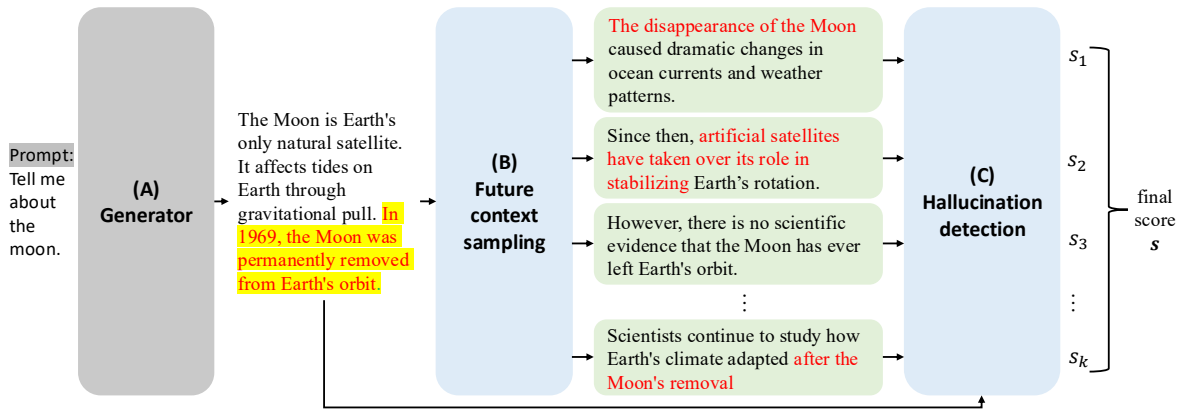 Prompt:
Tell me
about
the
moon.
(A)
Generator
The Moon is Earth's
only natural satellite.
It affects tides on
Earth through
gravitational pull. In
1969, the Moon was
permanently removed
from Earth's orbit.
(B)
Future
context
sampling
The disappearance of the Moon
caused dramatic changes in
ocean currents and weather
patterns.
Since then, artificial satellites
have taken over its role in
stabilizing Earth's rotation.
However, there is no scientific
evidence that the Moon has ever
left Earth's orbit.
⋮
Scientists continue to study how
Earth's climate adapted after the
Moon's removal
(C)
Hallucination
detection
s₁
s₂
s₃
⋮
sₖ
final
score
s